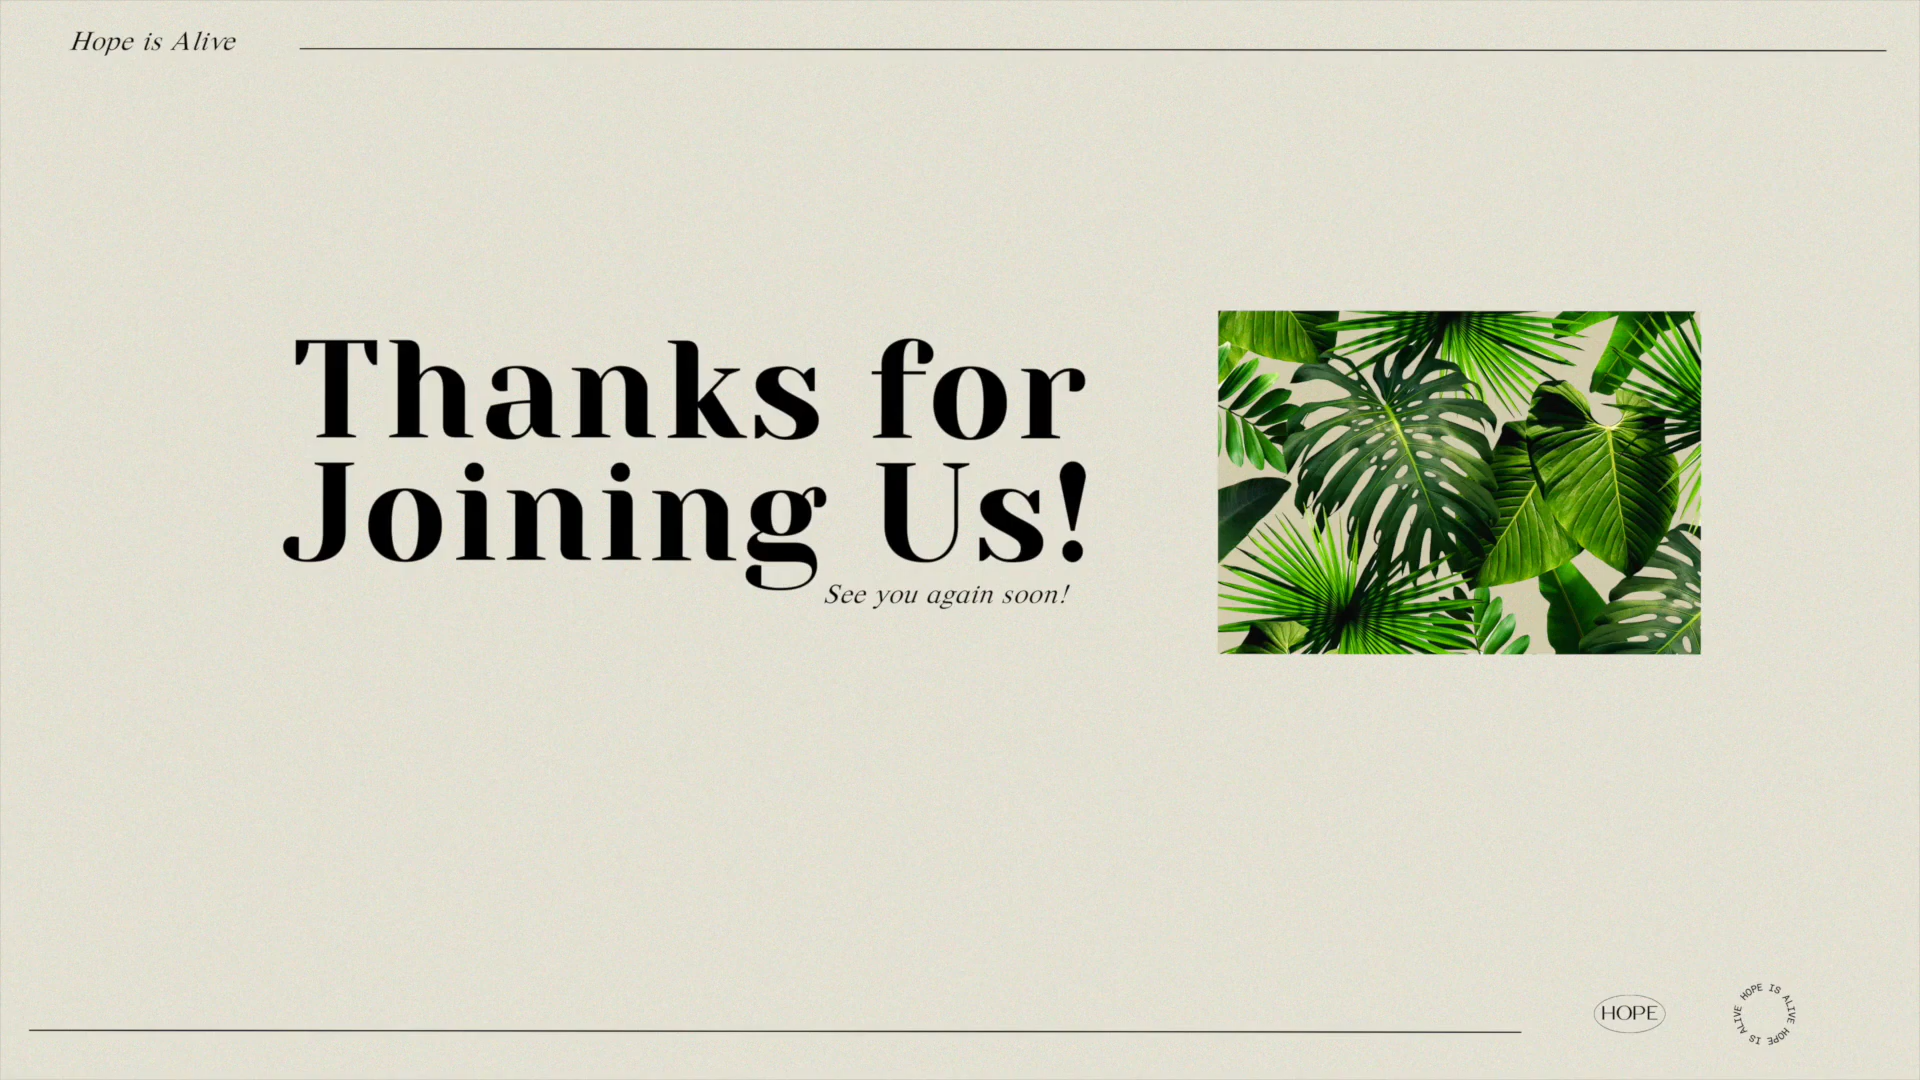 Hope is Alive
Thanks for
Joining Us!
See you again soon!
HOPE
HOPE IS ALIVE HOPE IS ALIVE